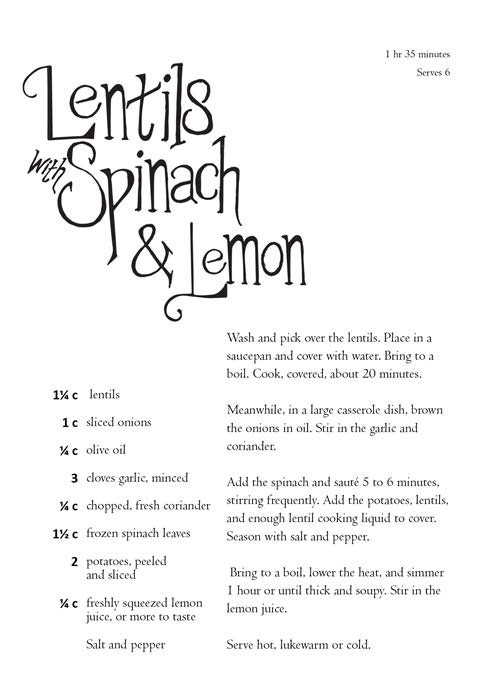 1 hr 35 minutes
Serves 6
Lentils
with Spinach
& Lemon
1¼ c lentils
1 c sliced onions
¼ c olive oil
3 cloves garlic, minced
¼ c chopped, fresh coriander
1½ c frozen spinach leaves
2 potatoes, peeled
and sliced
¼ c freshly squeezed lemon
juice, or more to taste
Salt and pepper
Wash and pick over the lentils. Place in a
saucepan and cover with water. Bring to a
boil. Cook, covered, about 20 minutes.
Meanwhile, in a large casserole dish, brown
the onions in oil. Stir in the garlic and
coriander.
Add the spinach and sauté 5 to 6 minutes,
stirring frequently. Add the potatoes, lentils,
and enough lentil cooking liquid to cover.
Season with salt and pepper.
Bring to a boil, lower the heat, and simmer
1 hour or until thick and soupy. Stir in the
lemon juice.
Serve hot, lukewarm or cold.